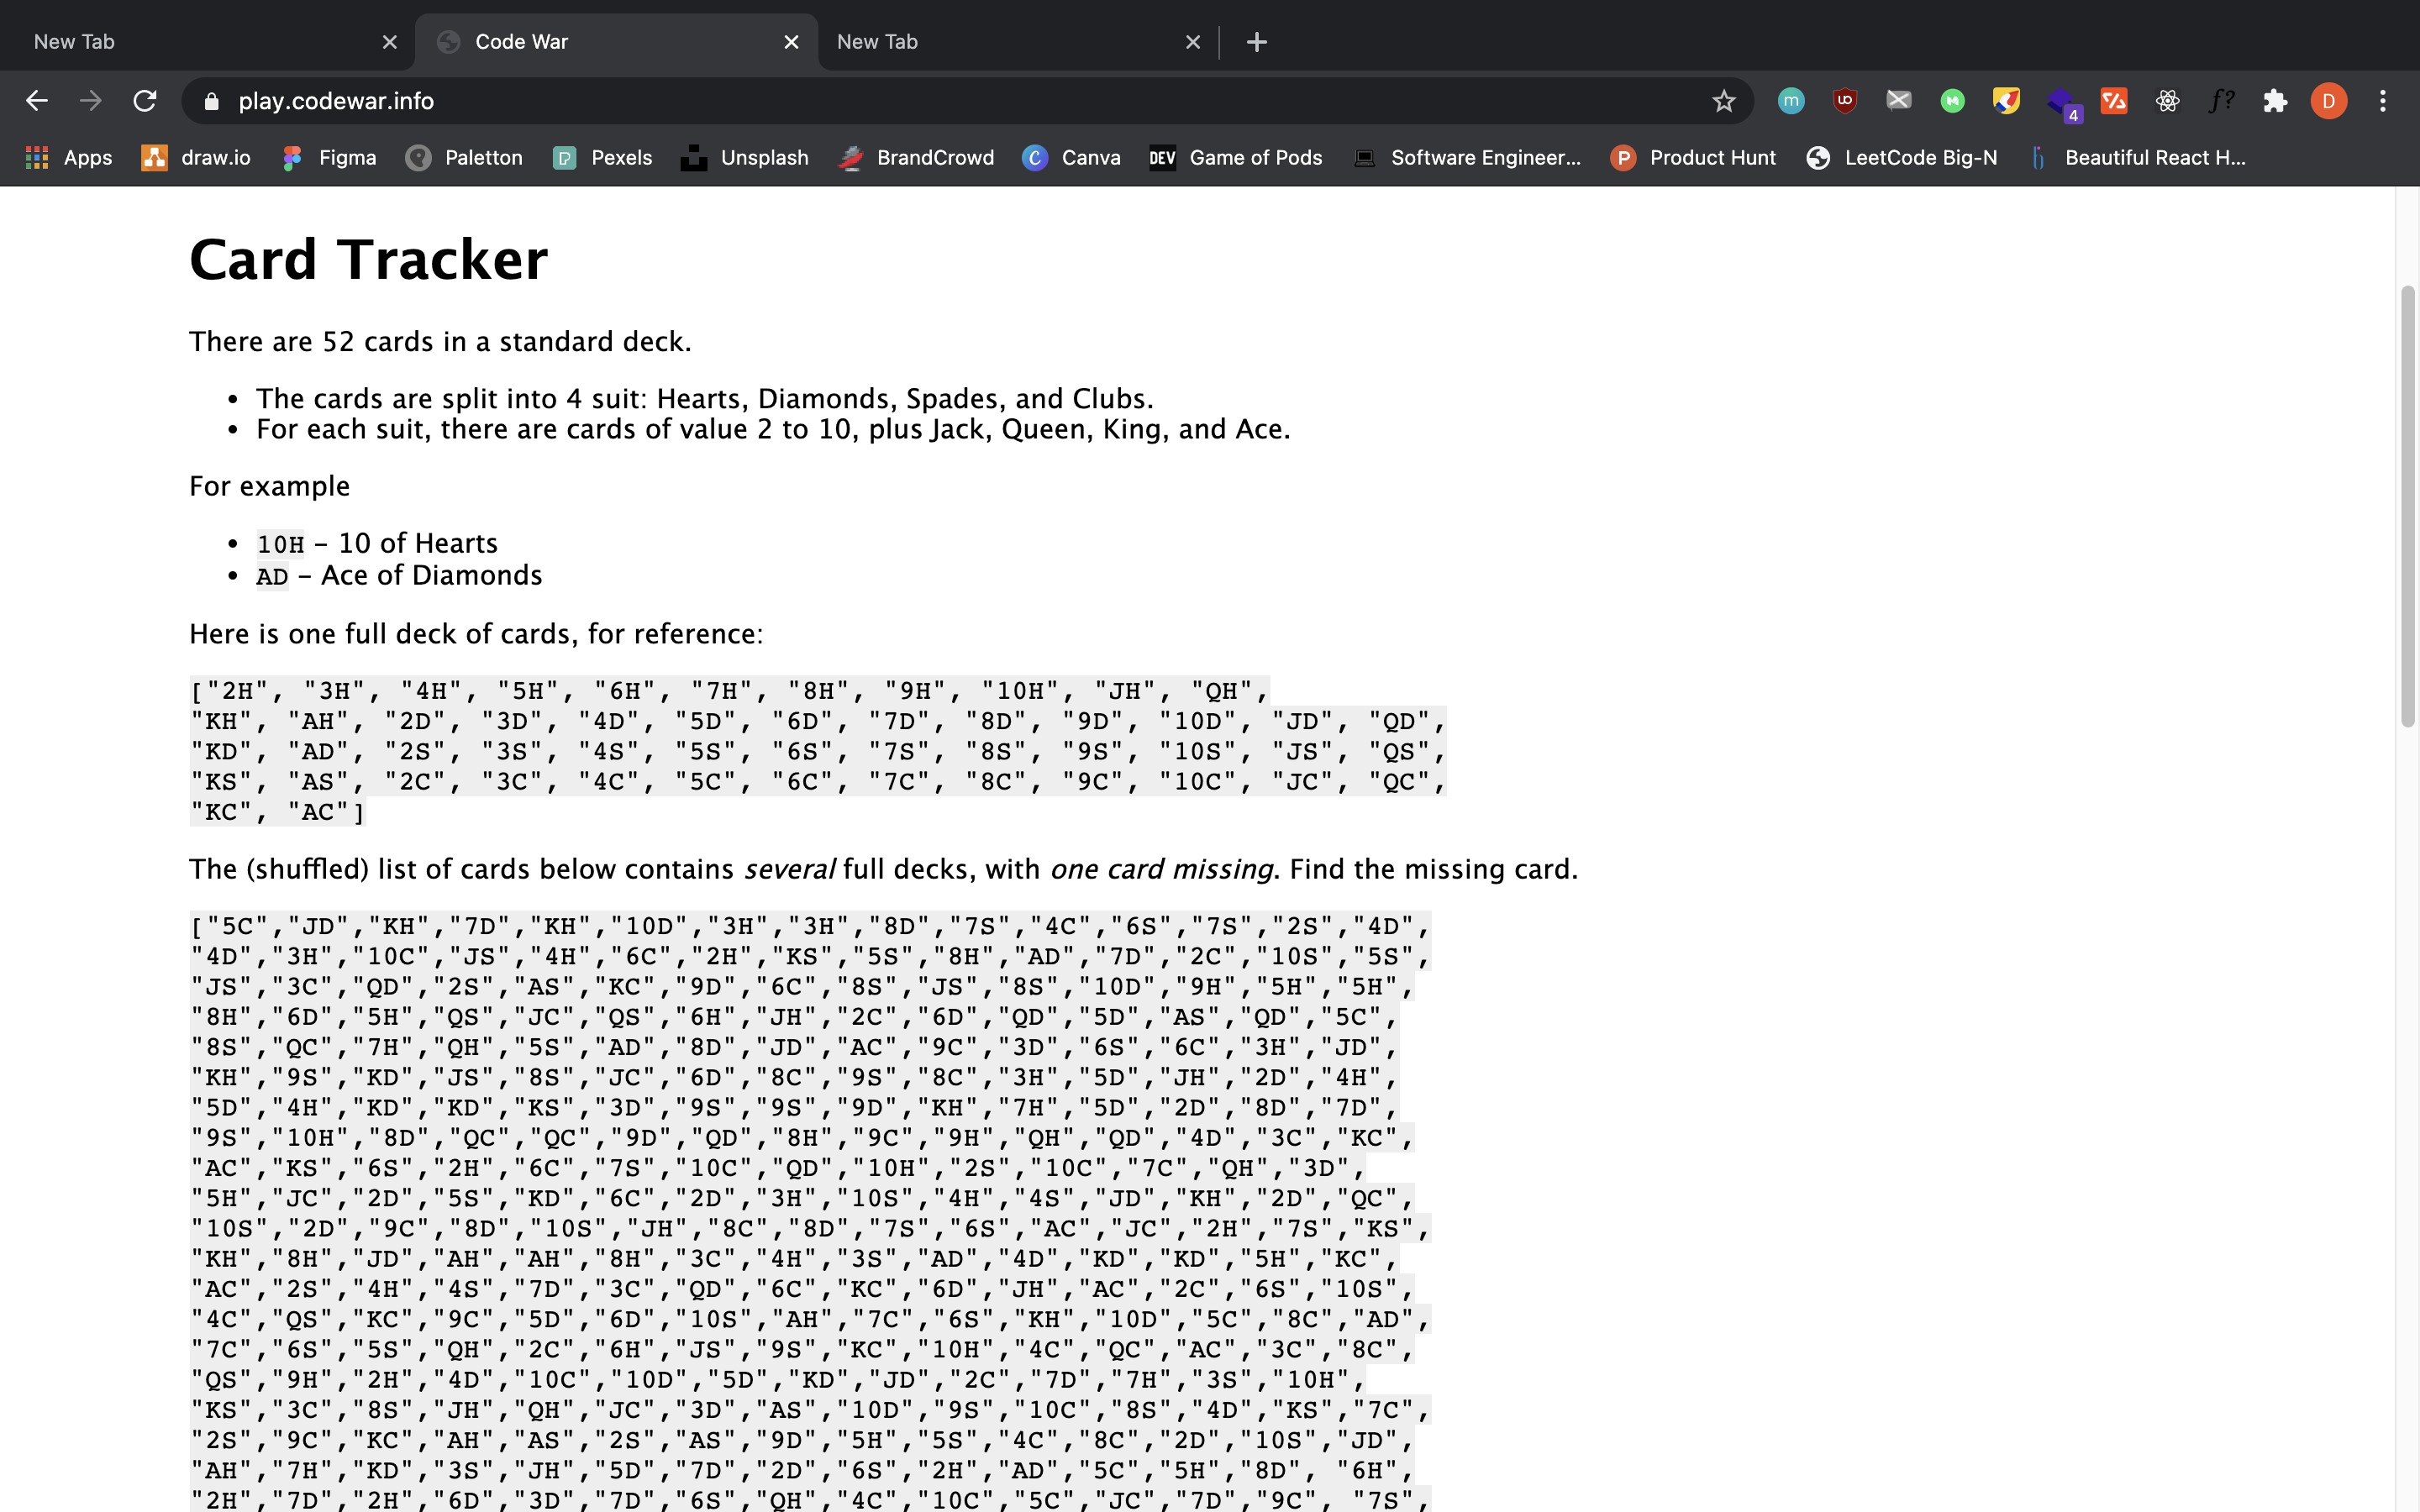 New Tab
Code War
New Tab
play.codewar.info
4
D
Apps
draw.io
Figma
Paletton
Pexels
Unsplash
BrandCrowd
Canva
DEV Game of Pods
Software Engineer...
Product Hunt
LeetCode Big-N
Beautiful React H...
Card Tracker
There are 52 cards in a standard deck.
• The cards are split into 4 suit: Hearts, Diamonds, Spades, and Clubs.
• For each suit, there are cards of value 2 to 10, plus Jack, Queen, King, and Ace.
For example
• 10H – 10 of Hearts
• AD – Ace of Diamonds
Here is one full deck of cards, for reference:
["2H", "3H", "4H", "5H", "6H", "7H", "8H", "9H", "10H", "JH", "QH",
"KH", "AH", "2D", "3D", "4D", "5D", "6D", "7D", "8D", "9D", "10D", "JD", "QD",
"KD", "AD", "2S", "3S", "4S", "5S", "6S", "7S", "8S", "9S", "10S", "JS", "QS",
"KS", "AS", "2C", "3C", "4C", "5C", "6C", "7C", "8C", "9C", "10C", "JC", "QC",
"KC", "AC"]
The (shuffled) list of cards below contains several full decks, with one card missing. Find the missing card.
["5C","JD","KH","7D","KH","10D","3H","3H","8D","7S","4C","6S","7S","2S","4D",
"4D","3H","10C","JS","4H","6C","2H","KS","5S","8H","AD","7D","2C","10S","5S",
"JS","3C","QD","2S","AS","KC","9D","6C","8S","JS","8S","10D","9H","5H","5H",
"8H","6D","5H","QS","JC","QS","6H","JH","2C","6D","QD","5D","AS","QD","5C",
"8S","QC","7H","QH","5S","AD","8D","JD","AC","9C","3D","6S","6C","3H","JD",
"KH","9S","KD","JS","8S","JC","6D","8C","9S","8C","3H","5D","JH","2D","4H",
"5D","4H","KD","KD","KS","3D","9S","9S","9D","KH","7H","5D","2D","8D","7D",
"9S","10H","8D","QC","QC","9D","QD","8H","9C","9H","QH","QD","4D","3C","KC",
"AC","KS","6S","2H","6C","7S","10C","QD","10H","2S","10C","7C","QH","3D",
"5H","JC","2D","5S","KD","6C","2D","3H","10S","4H","4S","JD","KH","2D","QC",
"10S","2D","9C","8D","10S","JH","8C","8D","7S","6S","AC","JC","2H","7S","KS",
"KH","8H","JD","AH","AH","8H","3C","4H","3S","AD","4D","KD","KD","5H","KC",
"AC","2S","4H","4S","7D","3C","QD","6C","KC","6D","JH","AC","2C","6S","10S",
"4C","QS","KC","9C","5D","6D","10S","AH","7C","6S","KH","10D","5C","8C","AD",
"7C","6S","5S","QH","2C","6H","JS","9S","KC","10H","4C","QC","AC","3C","8C",
"QS","9H","2H","4D","10C","10D","5D","KD","JD","2C","7D","7H","3S","10H",
"KS","3C","8S","JH","QH","JC","3D","AS","10D","9S","10C","8S","4D","KS","7C",
"2S","9C","KC","AH","AS","2S","AS","9D","5H","5S","4C","8C","2D","10S","JD",
"AH","7H","KD","3S","JH","5D","7D","2D","6S","2H","AD","5C","5H","8D", "6H",
"2H","7D","2H","6D","3D","7D","6S","QH","4C","10C","5C","JC","7D","9C", "7S",